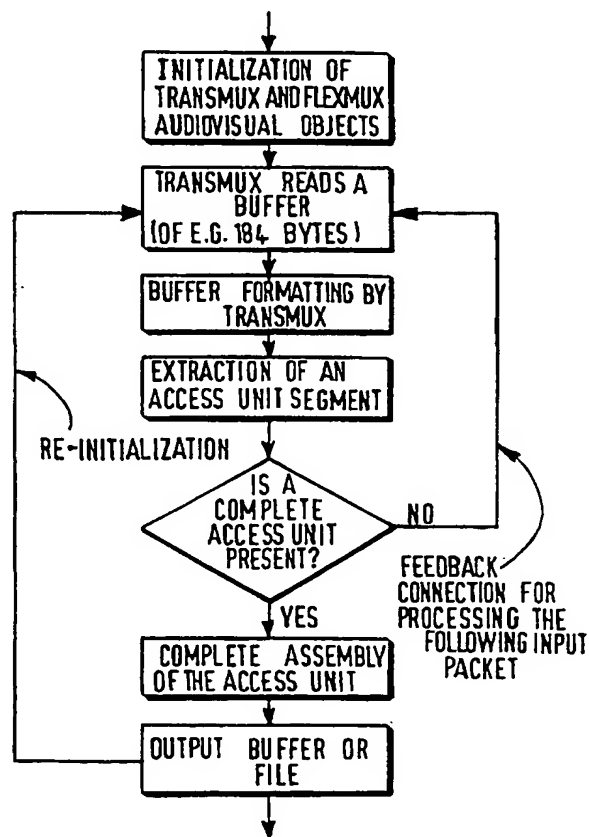 INITIALIZATION OF
TRANSMUX AND FLEXMUX
AUDIOVISUAL OBJECTS
TRANSMUX READS A
BUFFER
(OF E.G. 184 BYTES)
BUFFER FORMATTING BY
TRANSMUX
EXTRACTION OF AN
ACCESS UNIT SEGMENT
RE-INITIALIZATION
IS A
COMPLETE
ACCESS UNIT
PRESENT?
NO
FEEDBACK
CONNECTION FOR
PROCESSING THE
FOLLOWING INPUT
PACKET
YES
COMPLETE ASSEMBLY
OF THE ACCESS UNIT
OUTPUT BUFFER OR
FILE